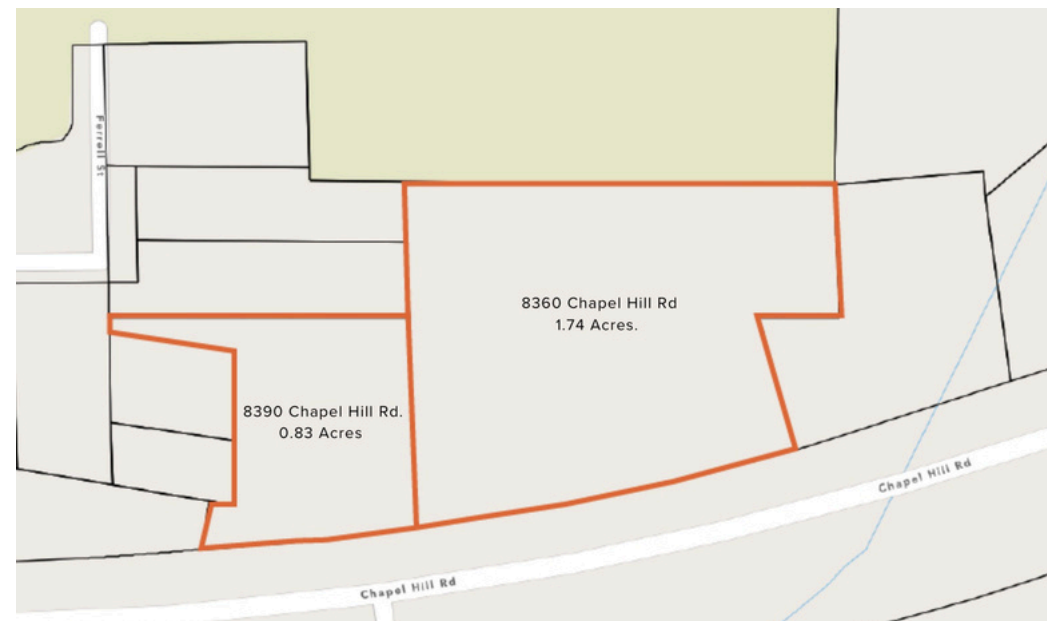 Ferrell St
8360 Chapel Hill Rd
1.74 Acres.
8390 Chapel Hill Rd.
0.83 Acres
Chapel Hill Rd
Chapel Hill Rd